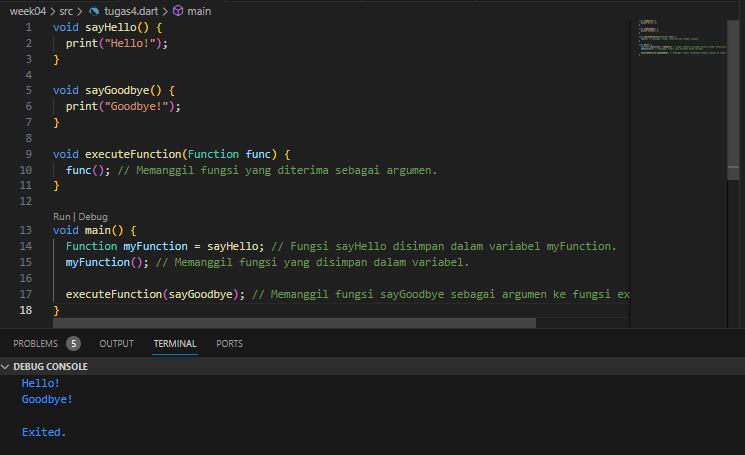 week04 > src > tugas4.dart > main
1 void sayHello() {
2 print("Hello!");
3 }
4
5 void sayGoodbye() {
6 print("Goodbye!");
7 }
8
9 void executeFunction(Function func) {
10 func(); // Memanggil fungsi yang diterima sebagai argumen.
11 }
12
Run | Debug
13 void main() {
14 Function myFunction = sayHello; // Fungsi sayHello disimpan dalam variabel myFunction.
15 myFunction(); // Memanggil fungsi yang disimpan dalam variabel.
16
17 executeFunction(sayGoodbye); // Memanggil fungsi sayGoodbye sebagai argumen ke fungsi ex
18 }
PROBLEMS 5 OUTPUT TERMINAL PORTS
DEBUG CONSOLE
Hello!
Goodbye!
Exited.